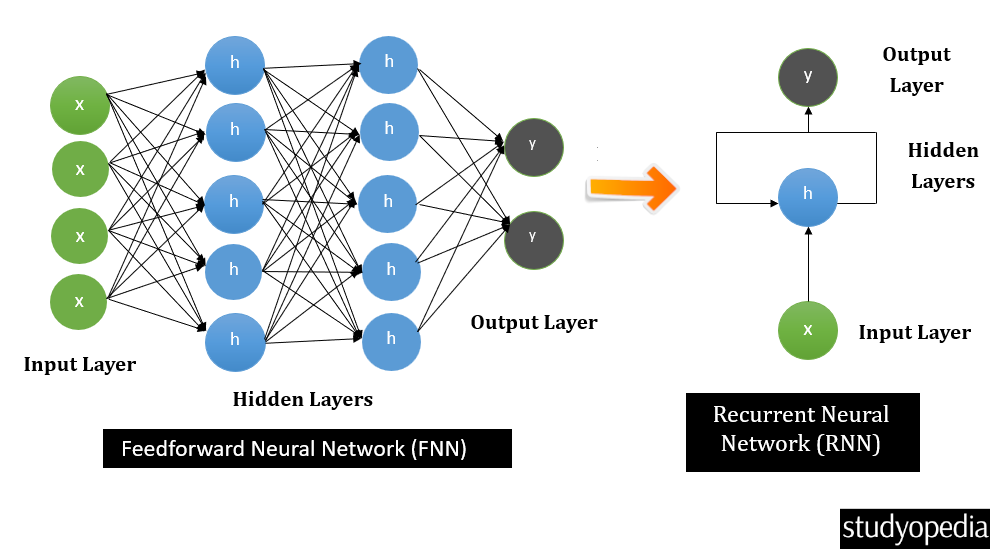 x
x
x
x
h
h
h
h
h
h
h
h
h
h
y
y
Input Layer
Hidden Layers
Output Layer
Feedforward Neural Network (FNN)
y
h
x
Output
Layer
Hidden
Layers
Input Layer
Recurrent Neural
Network (RNN)
studyopedia